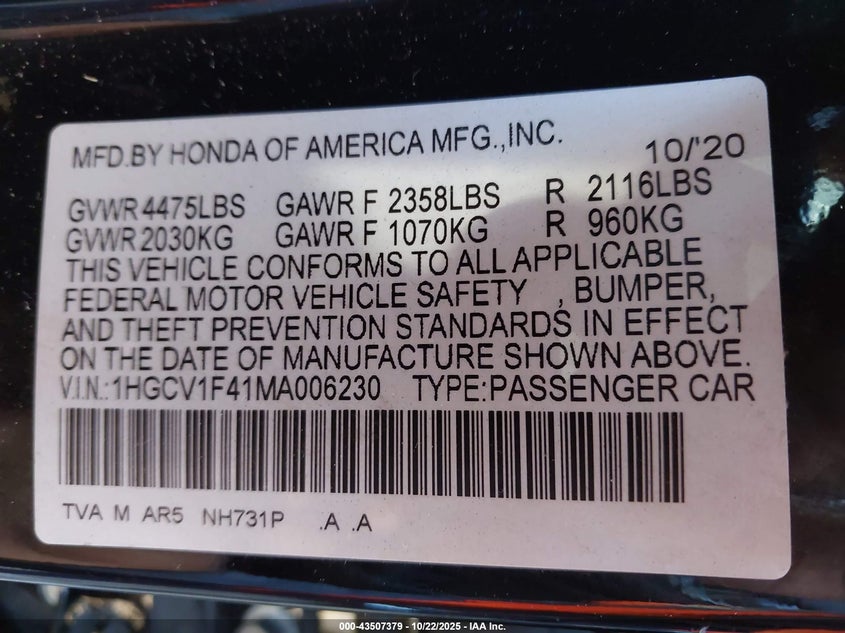 MFD.BY HONDA OF AMERICA MFG.,INC. 10/'20
GVWR 4475LBS GAWR F 2358LBS R 2116LBS
GVWR 2030KG GAWR F 1070KG R 960KG
THIS VEHICLE CONFORMS TO ALL APPLICABLE
FEDERAL MOTOR VEHICLE SAFETY , BUMPER,
AND THEFT PREVENTION STANDARDS IN EFFECT
ON THE DATE OF MANUFACTURE SHOWN ABOVE.
V.I.N.:1HGCV1F41MA006230 TYPE:PASSENGER CAR
TVA M AR5 NH731P .A .A
000-43507379 - 10/22/2025 - IAA Inc.